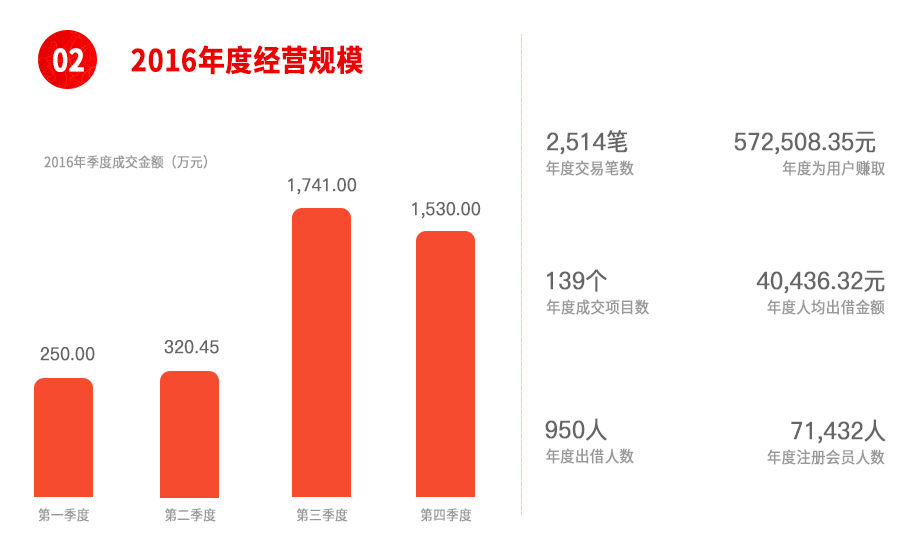 02
2016年度经营规模
2016年季度成交金额（万元）
250.00
320.45
1,741.00
1,530.00
第一季度
第二季度
第三季度
第四季度
2,514笔
年度交易笔数
572,508.35元
年度为用户赚取
139个
年度成交项目数
40,436.32元
年度人均出借金额
950人
年度出借人数
71,432人
年度注册会员人数